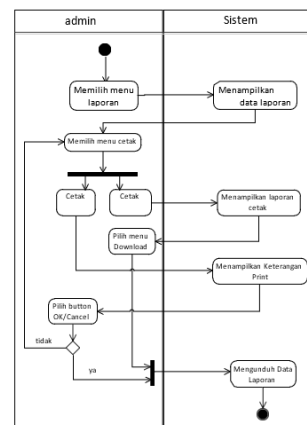 admin
Sistem
Memilih menu
laporan
Menampilkan
data laporan
Memilih menu cetak
Cetak
Cetak
Menampilkan laporan
cetak
Pilih menu
Download
Menampilkan Keterangan
Print
Pilih button
OK/Cancel
tidak
ya
Mengunduh Data
Laporan